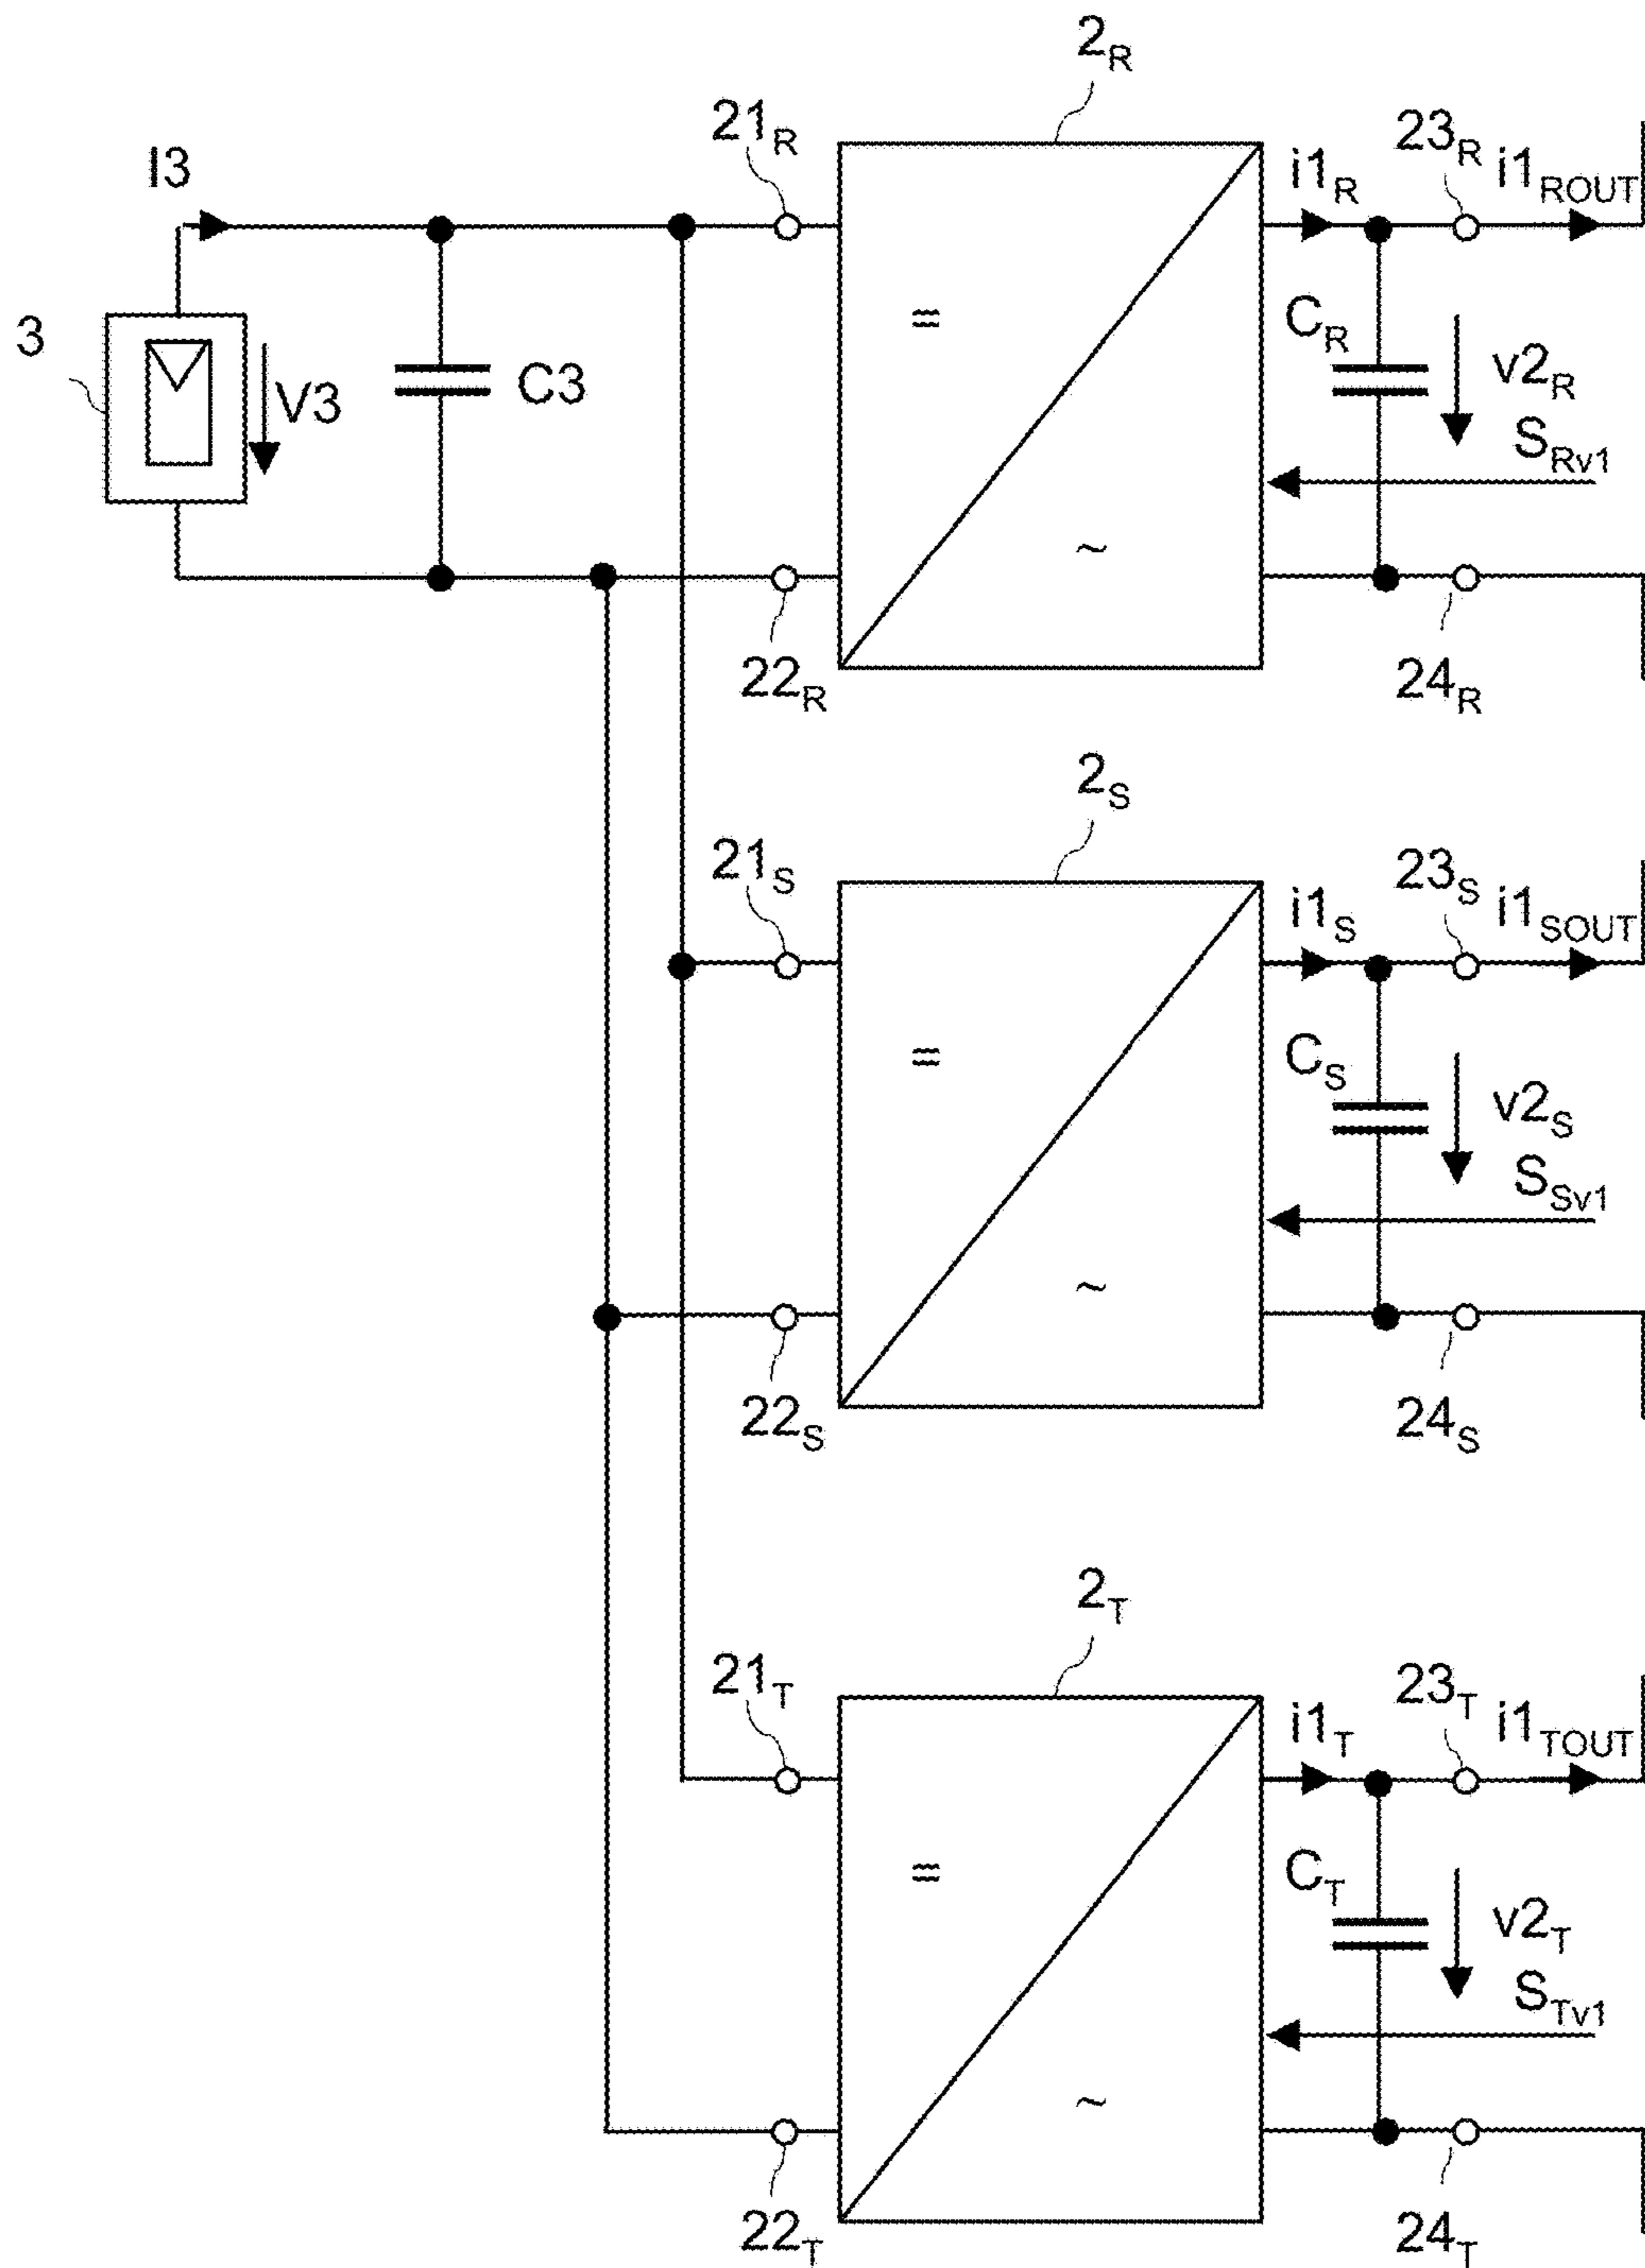 2R
21R
I3
i1R
23R
i1ROUT
3
V3
C3
=
CR
v2R
SRv1
~
22R
24R
2S
21S
i1S
23S
i1SOUT
=
CS
v2S
SSv1
~
22S
24S
2T
21T
i1T
23T
i1TOUT
=
CT
v2T
STv1
~
22T
24T